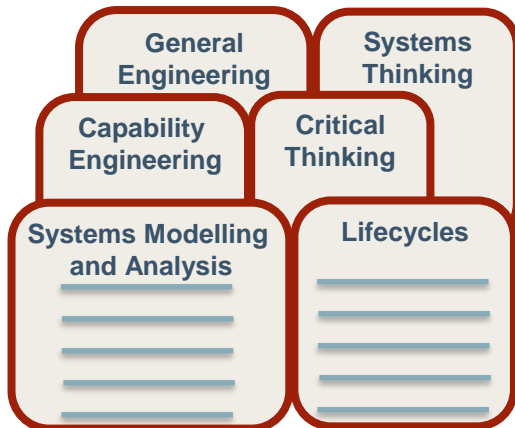 General
Engineering
Systems
Thinking
Capability
Engineering
Critical
Thinking
Systems Modelling
and Analysis
Lifecycles